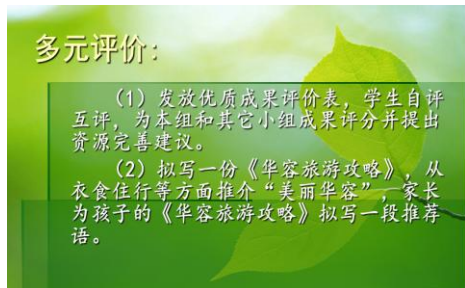 多元评价：
（1）发放优质成果评价表，学生自评
互评，为本组和其它小组成果评分并提出
资源完善建议。
（2）拟写一份《华容旅游攻略》，从
衣食住行等方面推介“美丽华容”，家长
为孩子的《华容旅游攻略》拟写一段推荐
语。